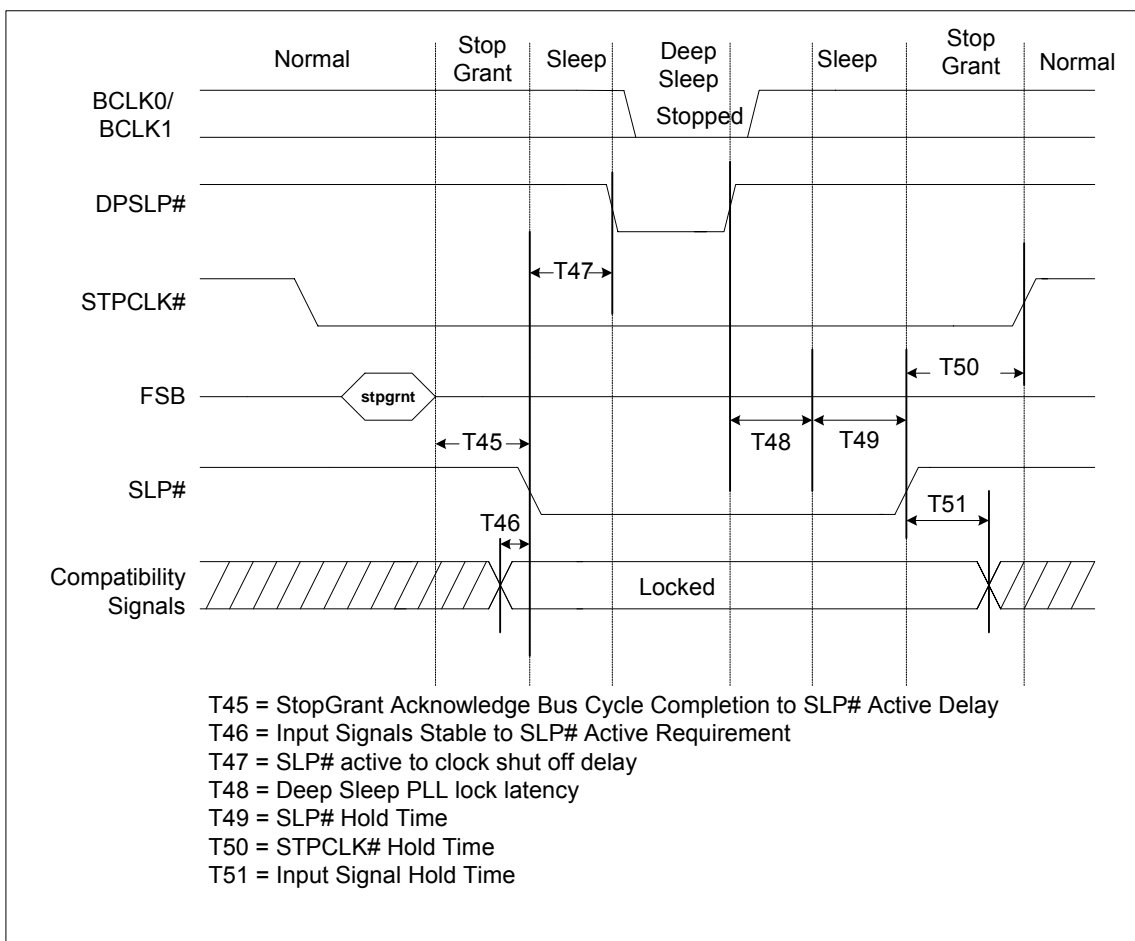 Normal
Stop
Grant
Sleep
Deep
Sleep
Sleep
Stop
Grant
Normal
BCLK0/
BCLK1
Stopped
DPSLP#
T47
STPCLK#
T50
FSB
stpgrnt
T45
T48
T49
SLP#
T46
T51
Compatibility
Signals
Locked
T45 = StopGrant Acknowledge Bus Cycle Completion to SLP# Active Delay
T46 = Input Signals Stable to SLP# Active Requirement
T47 = SLP# active to clock shut off delay
T48 = Deep Sleep PLL lock latency
T49 = SLP# Hold Time
T50 = STPCLK# Hold Time
T51 = Input Signal Hold Time